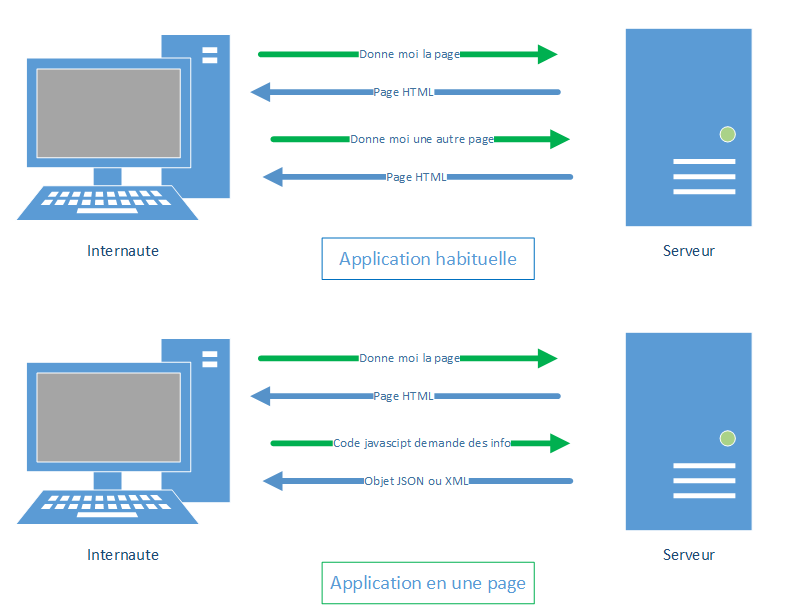 Donne moi la page
Page HTML
Donne moi une autre page
Page HTML
Internaute
Serveur
Application habituelle
Donne moi la page
Page HTML
Code javascipt demande des info
Objet JSON ou XML
Internaute
Serveur
Application en une page